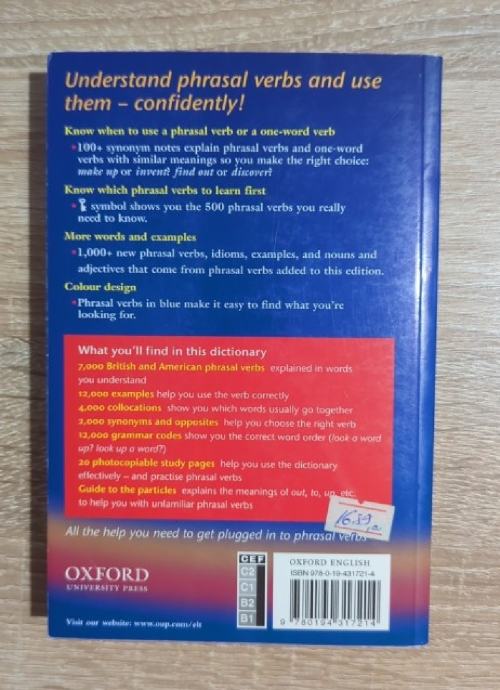 Understand phrasal verbs and use
them – confidently!
Know when to use a phrasal verb or a one-word verb
100+ synonym notes explain phrasal verbs and one-word
verbs with similar meanings so you make the right choice:
make up or invent? find out or discover?
Know which phrasal verbs to learn first
symbol shows you the 500 phrasal verbs you really
need to know.
More words and examples
1,000+ new phrasal verbs, idioms, examples, and nouns and
adjectives that come from phrasal verbs added to this edition.
Colour design
Phrasal verbs in blue make it easy to find what you're
looking for.
What you'll find in this dictionary
7,000 British and American phrasal verbs explained in words
you understand
12,000 examples help you use the verb correctly
4,000 collocations show you which words usually go together
2,000 synonyms and opposites help you choose the right verb
12,000 grammar codes show you the correct word order (look a word
up? look up a word?)
20 photocopiable study pages help you use the dictionary
effectively – and practise phrasal verbs
Guide to the particles explains the meanings of out, to, up, etc.
to help you with unfamiliar phrasal verbs
All the help you need to get plugged in to phrasal verbs
OXFORD
UNIVERSITY PRESS
Visit our website: www.oup.com/elt
CEF
C2
C1
B2
B1
OXFORD ENGLISH
ISBN 978-0-19-431721-4
9 780194 317214